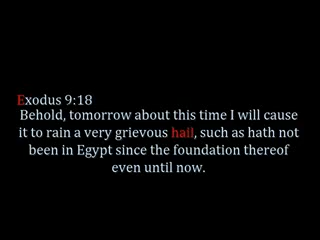 Exodus 9:18
Behold, tomorrow about this time I will cause
it to rain a very grievous hail, such as hath not
been in Egypt since the foundation thereof
even until now.